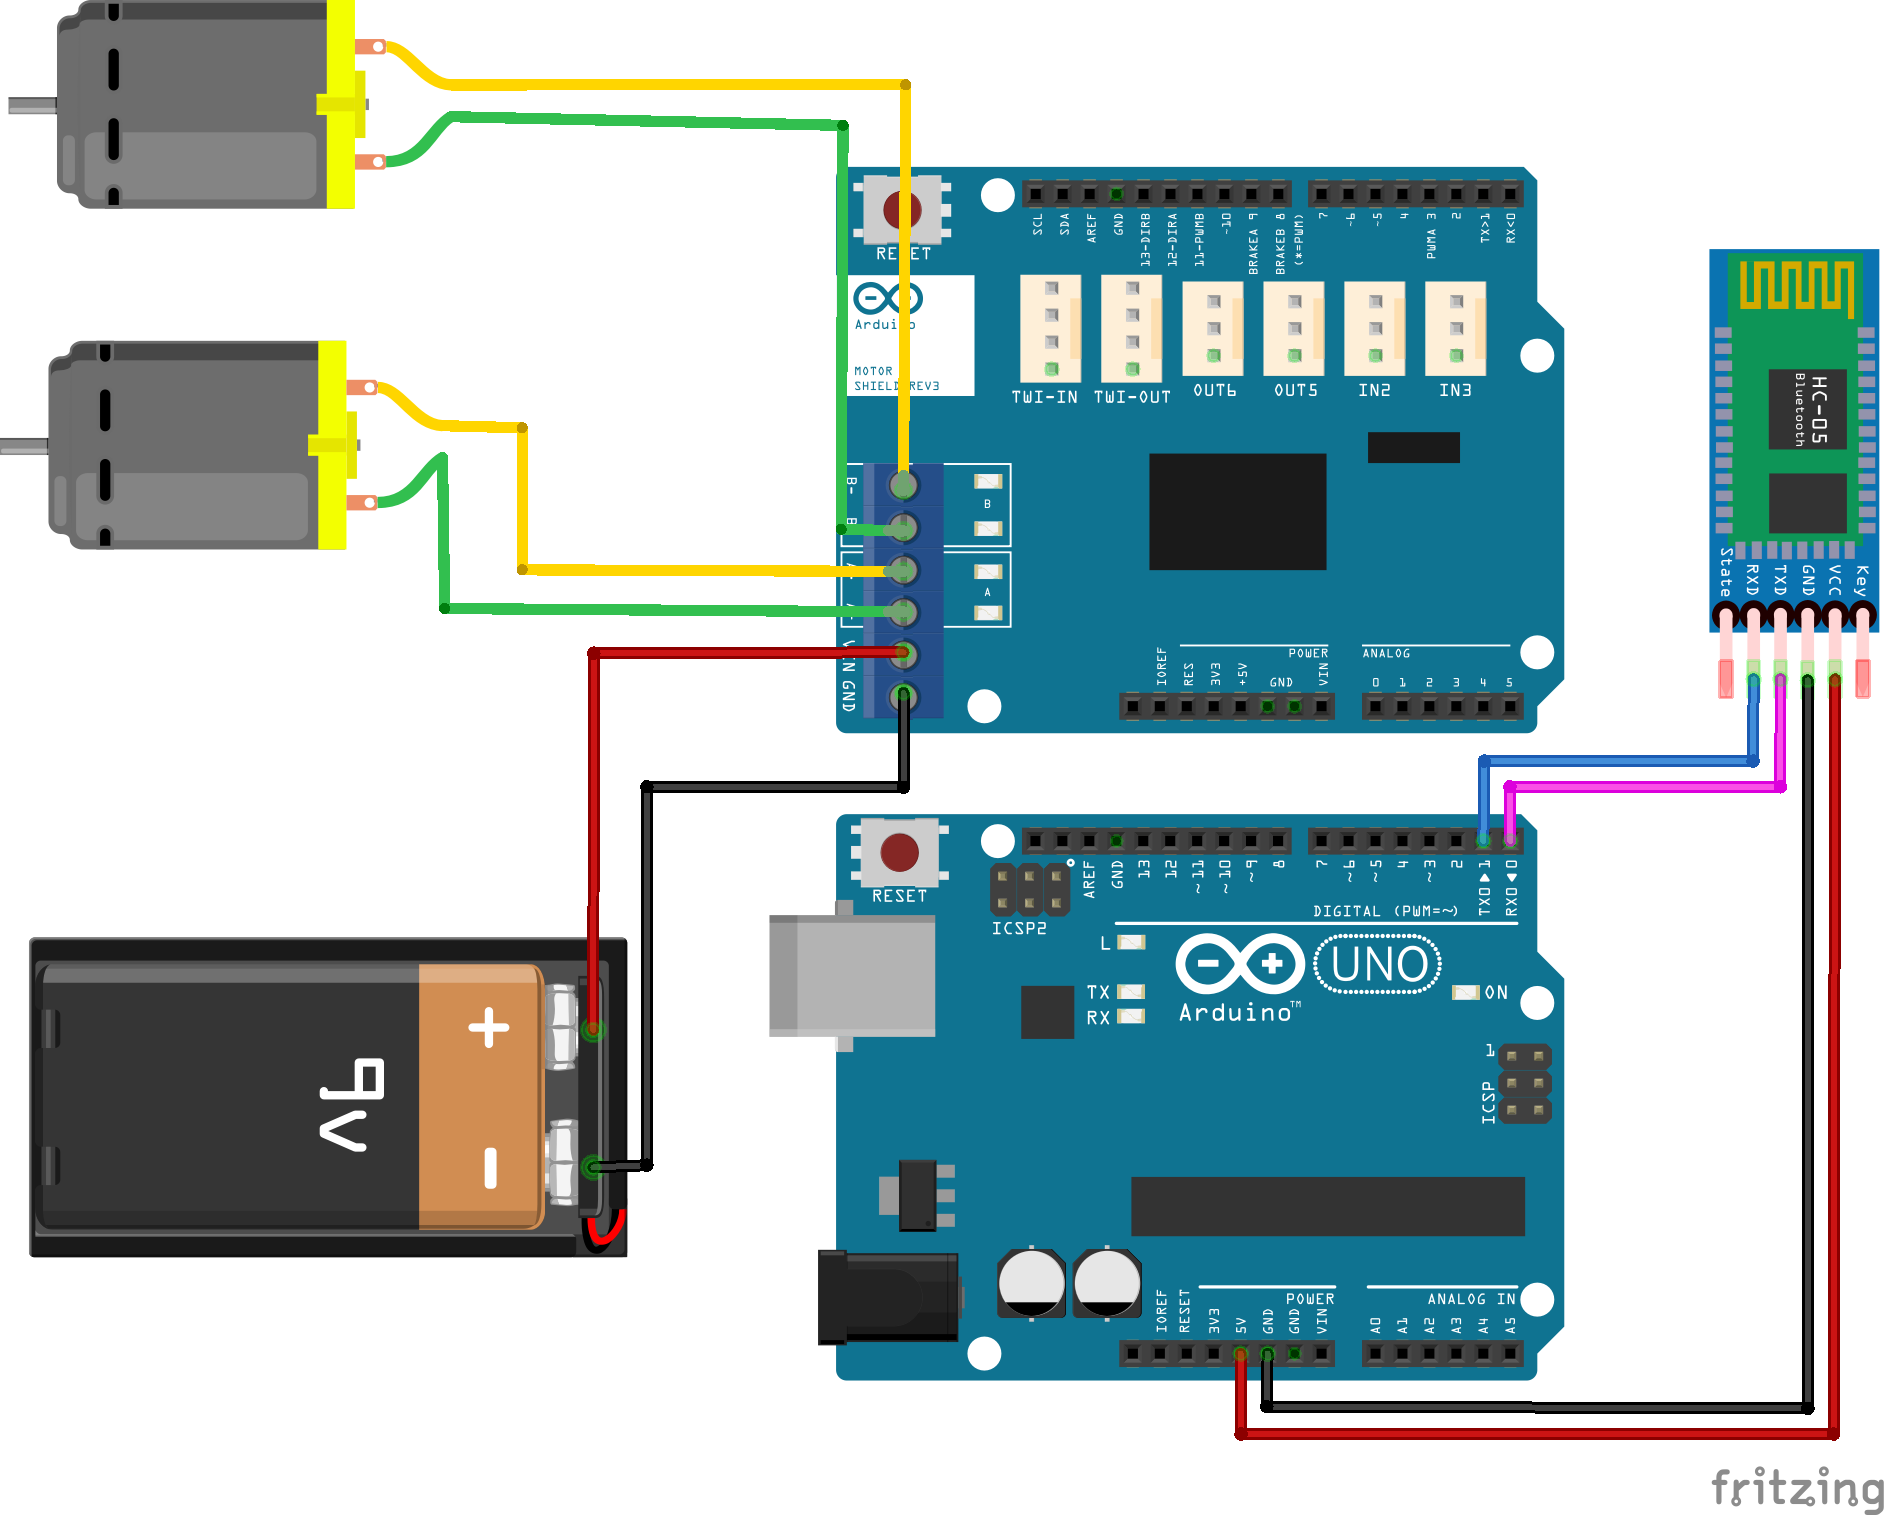 RESET
SCL
SDA
AREF
GND
13-DIRB
12-DIRA
11-PWMB
~10
BRAKEA 9
BRAKEB 8
(*=PWM)
7
~6
~5
4
PWMA 3
2
TX>1
RX<0
Arduino
MOTOR
SHIELD REV3
TWI-IN
TWI-OUT
OUT6
OUT5
IN2
IN3
B-
B
A
VIN GND
IOREF
RES
3V3
+5V
GND
VIN
POWER
ANALOG
0
1
2
3
4
5
HC-05
Bluetooth
State
RXD
TXD
GND
VCC
Key
RESET
ICSP2
AREF
GND
13
12
~11
~10
~9
8
7
~6
~5
4
~3
2
TX0▶1
RX0◀0
DIGITAL (PWM=~)
L
TX
RX
UNO
Arduino™
ON
1
ICSP
+
-
9V
IOREF
RESET
3V3
5V
GND
GND
VIN
POWER
ANALOG IN
A0
A1
A2
A3
A4
A5
fritzing